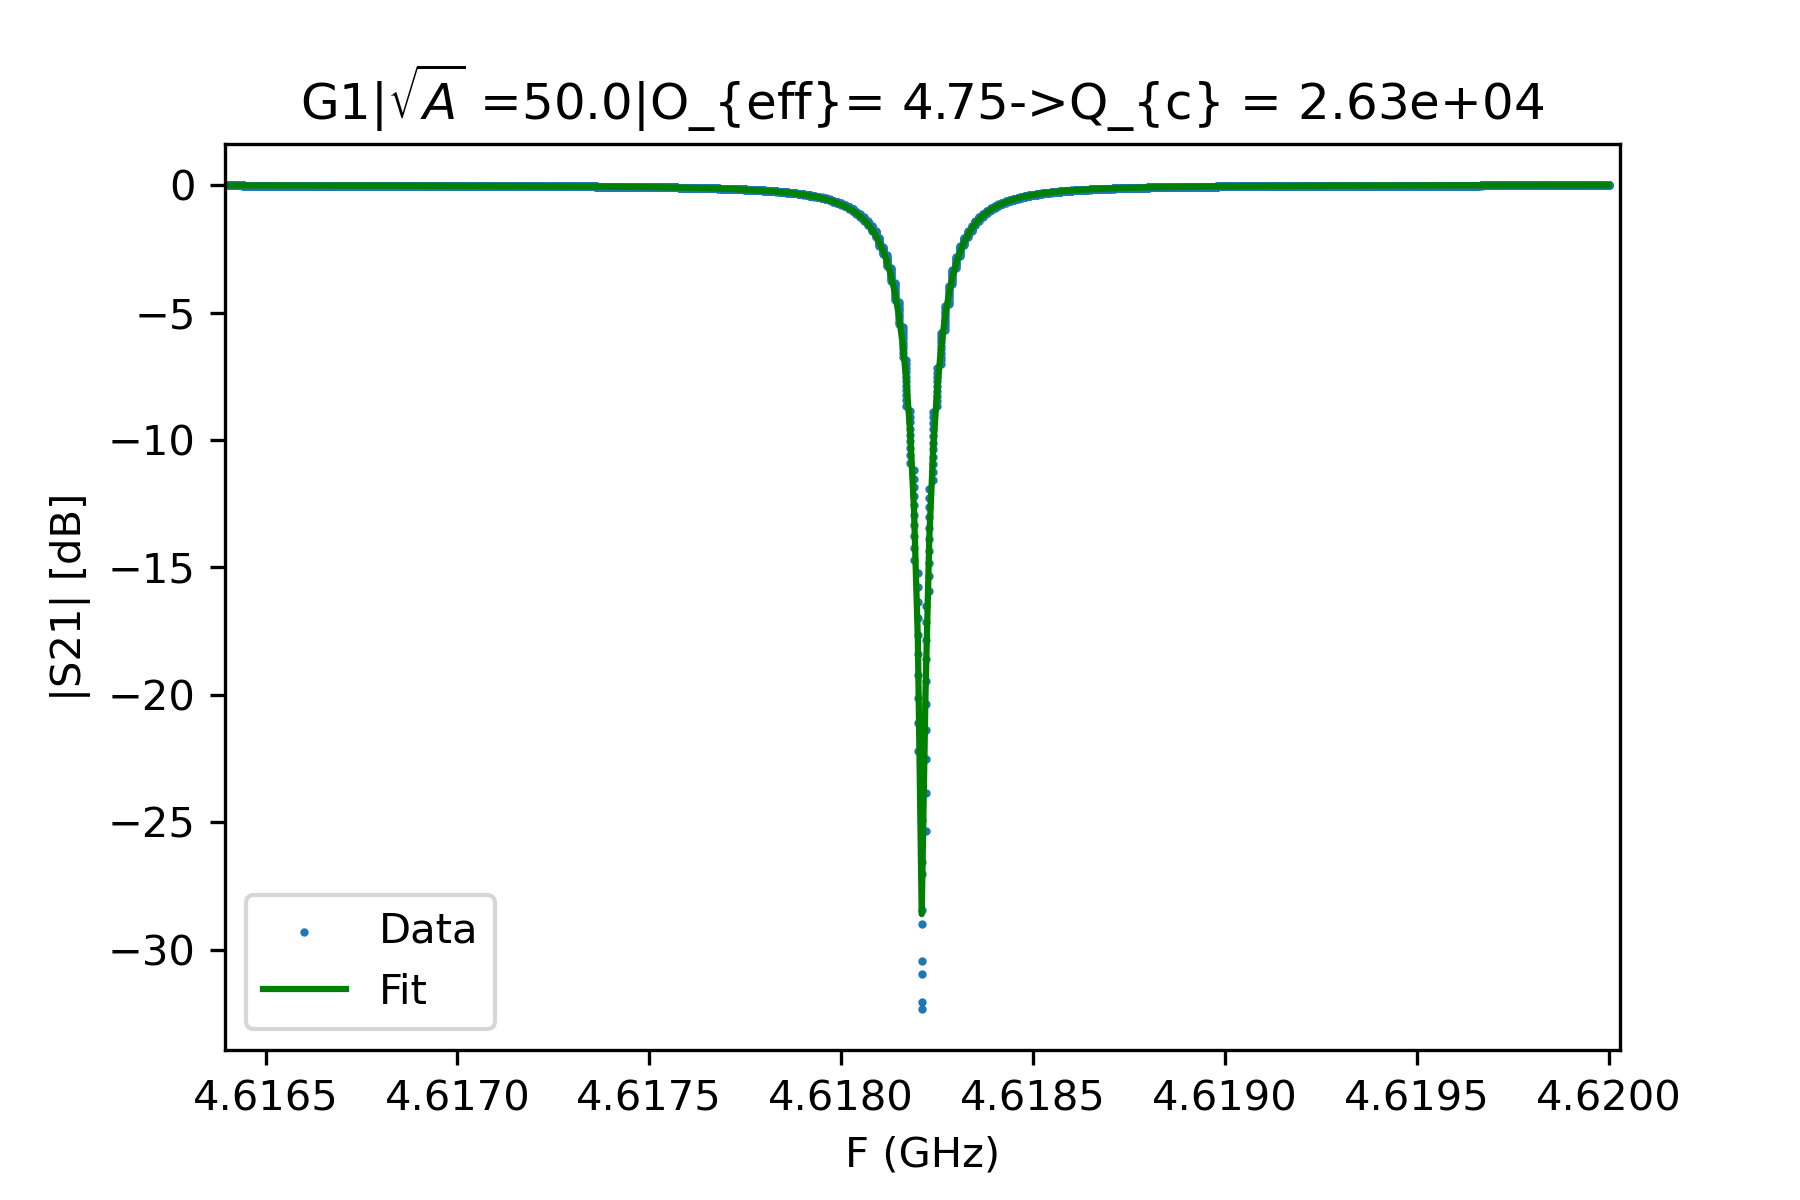 G1|√A =50.0|O_{eff}= 4.75->Q_{c} = 2.63e+04
0
−5
−10
−15
−20
−25
−30
|S21| [dB]
Data
Fit
4.6165 4.6170 4.6175 4.6180 4.6185 4.6190 4.6195 4.6200
F (GHz)